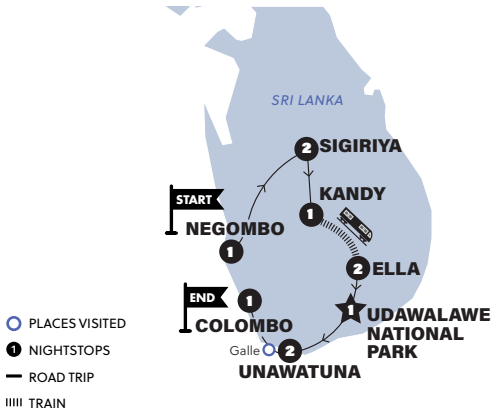 SRI LANKA
2 SIGIRIYA
KANDY
1
START
NEGOMBO
1
2 ELLA
END
1
COLOMBO
1 UDAWALAWE
NATIONAL
PARK
Galle
2
UNAWATUNA
PLACES VISITED
1 NIGHTSTOPS
ROAD TRIP
TRAIN